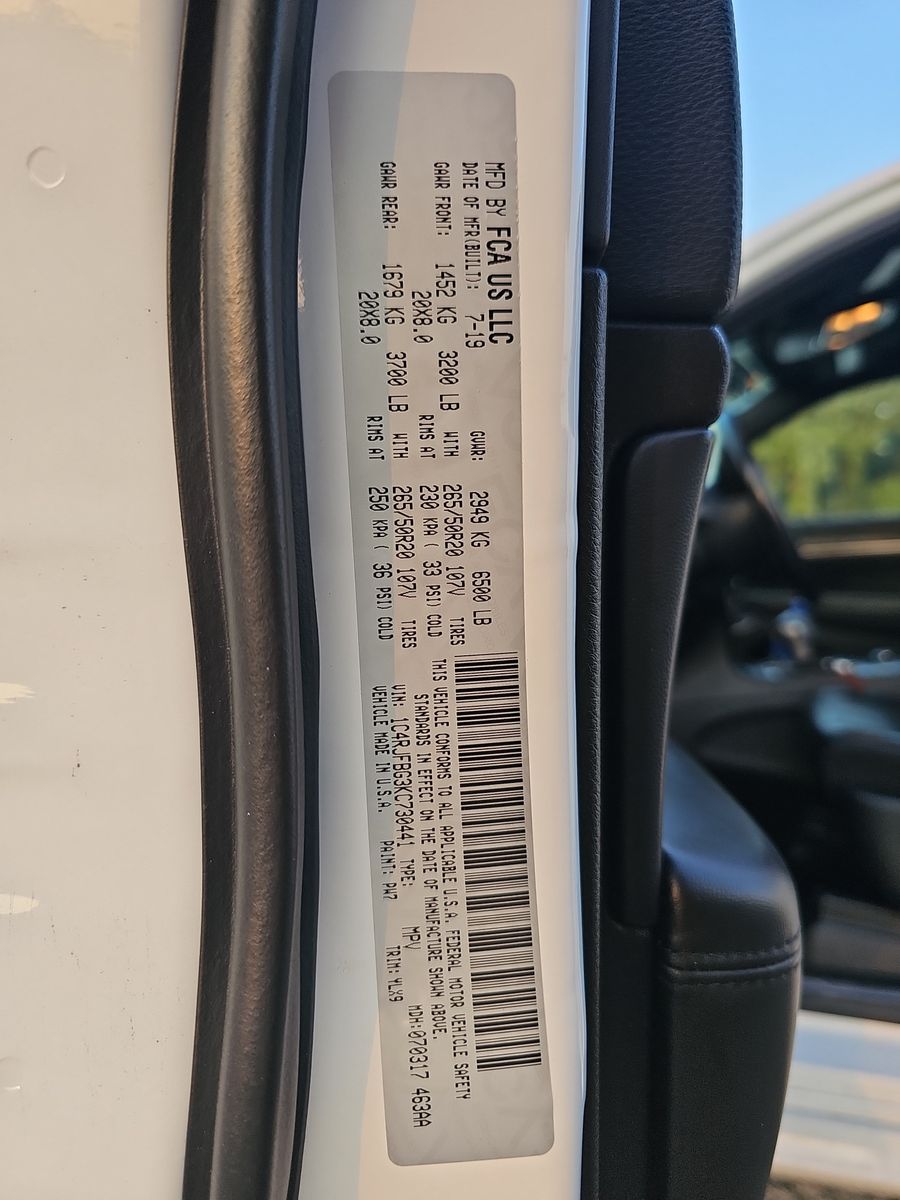 MFD BY FCA US LLC
DATE OF MFR(BUILT): 7-19 GVWR: 2949 KG 6500 LB
GAWR FRONT: 1452 KG 3200 LB WITH 265/50R20 107V TIRES
20X8.0 RIMS AT 230 KPA ( 33 PSI) COLD
GAWR REAR: 1679 KG 3700 LB WITH 265/50R20 107V TIRES
20X8.0 RIMS AT 250 KPA ( 36 PSI) COLD
THIS VEHICLE CONFORMS TO ALL APPLICABLE U.S.A. FEDERAL MOTOR VEHICLE SAFETY
STANDARDS IN EFFECT ON THE DATE OF MANUFACTURE SHOWN ABOVE.
VIN: 1C4RJFBG3KC730441 TYPE: MPV MDH:070317 463AA
VEHICLE MADE IN U.S.A. PAINT: PW7 TRIM: YLX9